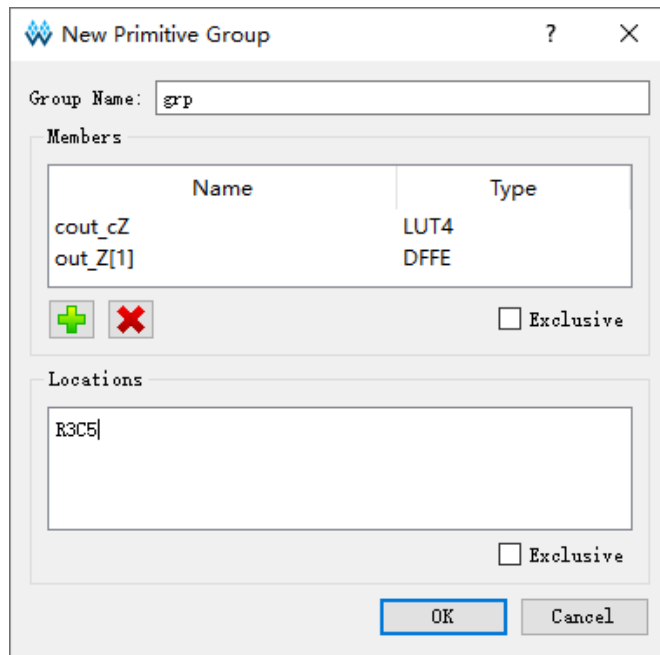 New Primitive Group ?
Group Name: grp
Members
Name Type
cout_cZ LUT4
out_Z[1] DFFE
Exclusive
Locations
R3C5
Exclusive
OK Cancel